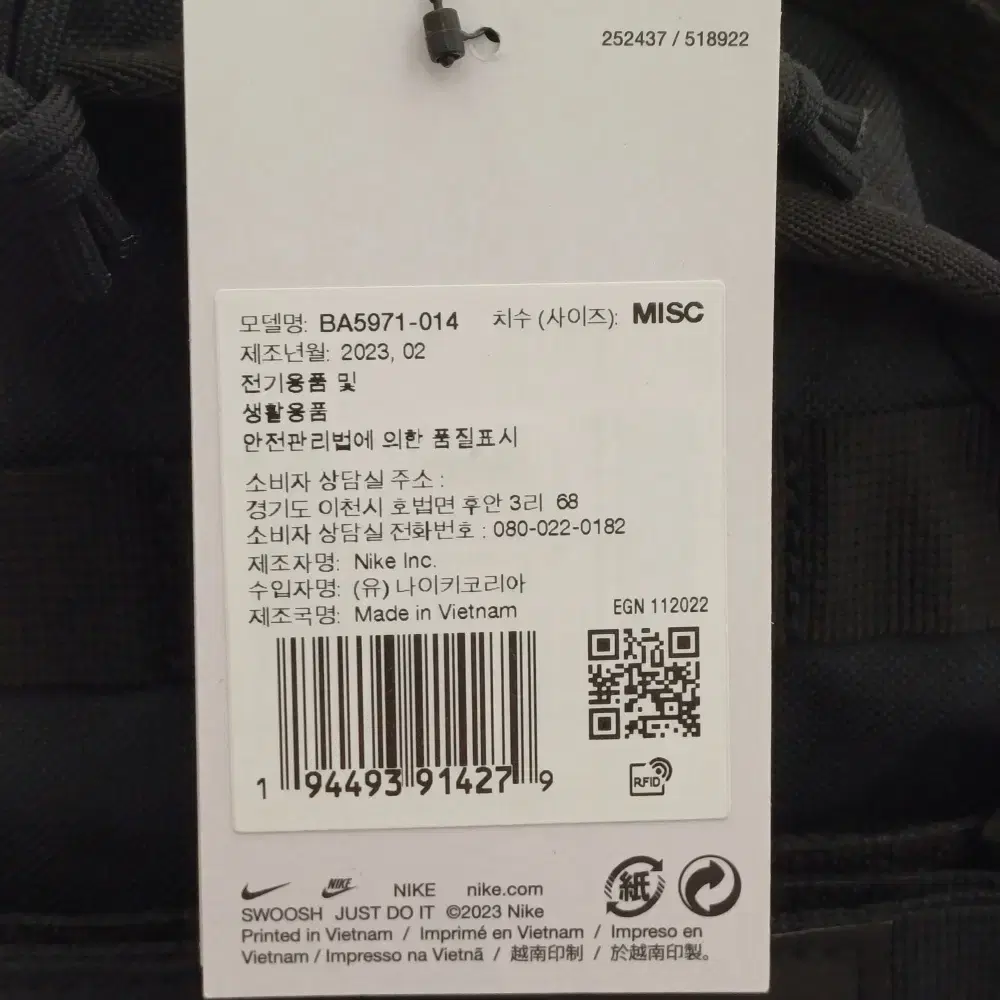 252437 / 518922
모델명: BA5971-014 치수 (사이즈): MISC
제조년월: 2023, 02
전기용품 및
생활용품
안전관리법에 의한 품질표시
소비자 상담실 주소 :
경기도 이천시 호법면 후안 3리 68
소비자 상담실 전화번호 : 080-022-0182
제조자명: Nike Inc.
수입자명: (유) 나이키코리아
제조국명: Made in Vietnam
EGN 112022
1 94493 91427 9
RFID
NIKE NIKE nike.com
紙
SWOOSH JUST DO IT ©2023 Nike
Printed in Vietnam / Imprimé en Vietnam / Impreso en
Vietnam / Impresso na Vietnã / 越南印制 / 於越南印製。